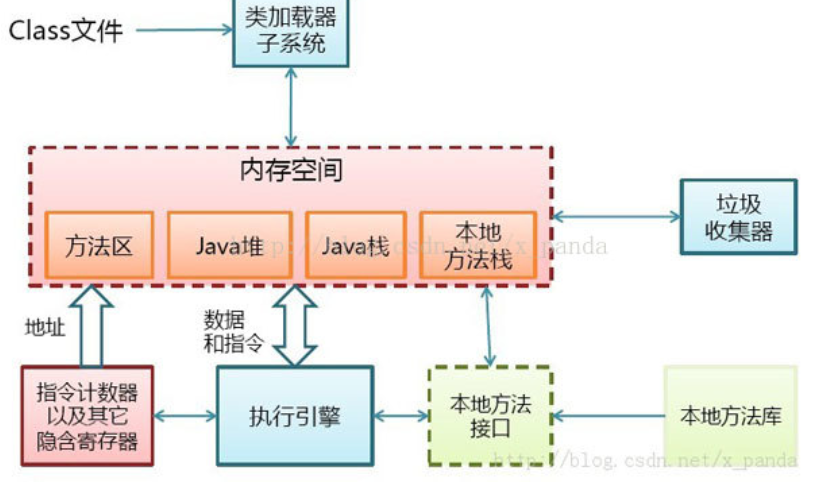 Class文件
类加载器
子系统
内存空间
方法区
Java堆
Java栈
本地
方法栈
http://blog.csdn.net/x_panda
垃圾
收集器
地址
数据
和指令
指令计数器
以及其它
隐含寄存器
执行引擎
本地方法
接口
本地方法库
http://blog.csdn.net/x_panda